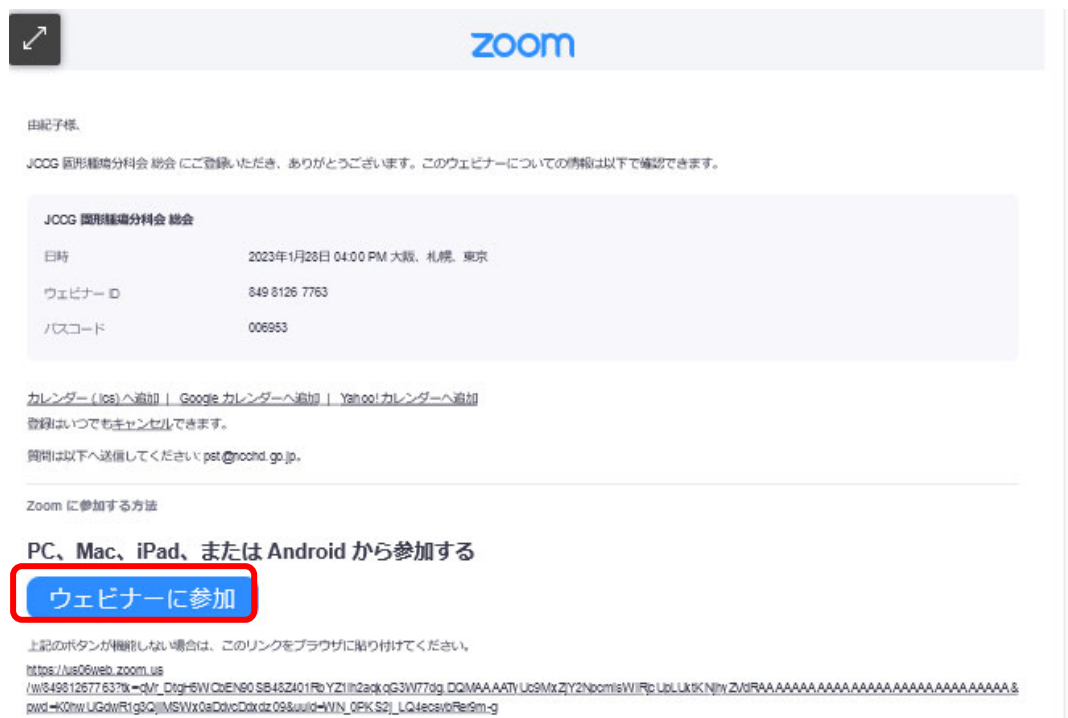 zoom
由紀子様、
JCCG 固形腫瘍分科会 総会 にご登録いただき、ありがとうございます。このウェビナーについての情報は以下で確認できます。
JCCG 固形腫瘍分科会 総会
日時 2023年1月28日 04:00 PM 大阪、札幌、東京
ウェビナー ID 849 8126 7763
パスコード 006953
カレンダー (.ics) へ追加 | Google カレンダーへ追加 | Yahoo! カレンダーへ追加
登録はいつでもキャンセルできます。
質問は以下へ送信してください: pst@ncchd.go.jp。
Zoom に参加する方法
PC、Mac、iPad、または Android から参加する
ウェビナーに参加
上記のボタンが機能しない場合は、このリンクをブラウザに貼り付けてください。
https://us06web.zoom.us